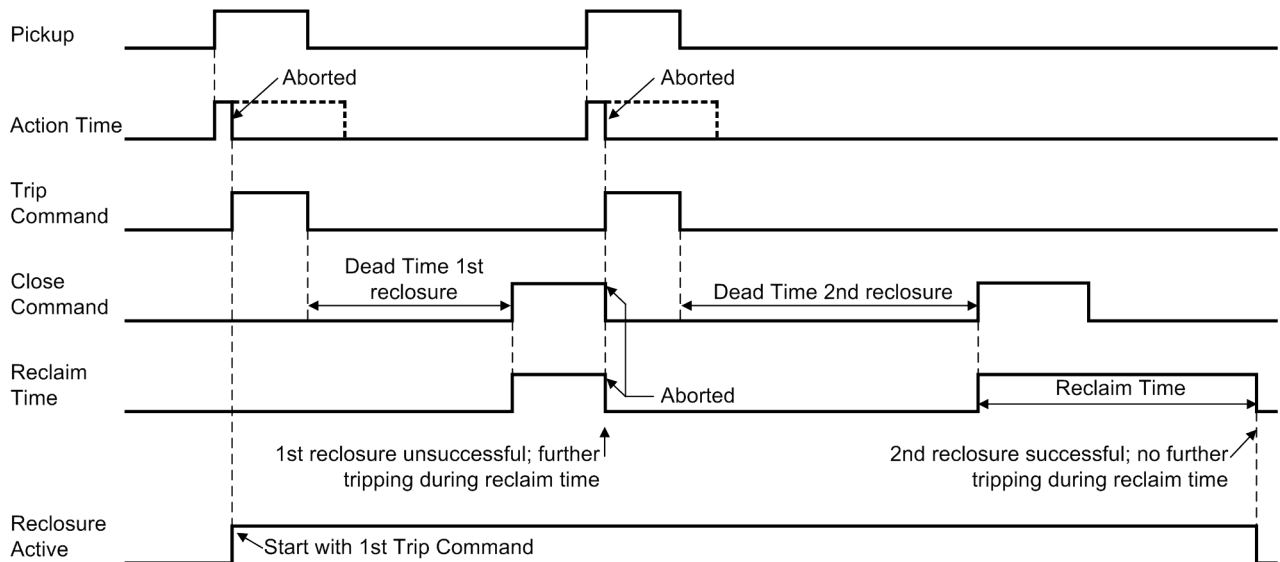 Pickup
Aborted
Aborted
Action Time
Trip
Command
Close
Command
Dead Time 1st
reclosure
Dead Time 2nd reclosure
Reclaim
Time
Aborted
Reclaim Time
1st reclosure unsuccessful; further
tripping during reclaim time
2nd reclosure successful; no further
tripping during reclaim time
Reclosure
Active
Start with 1st Trip Command